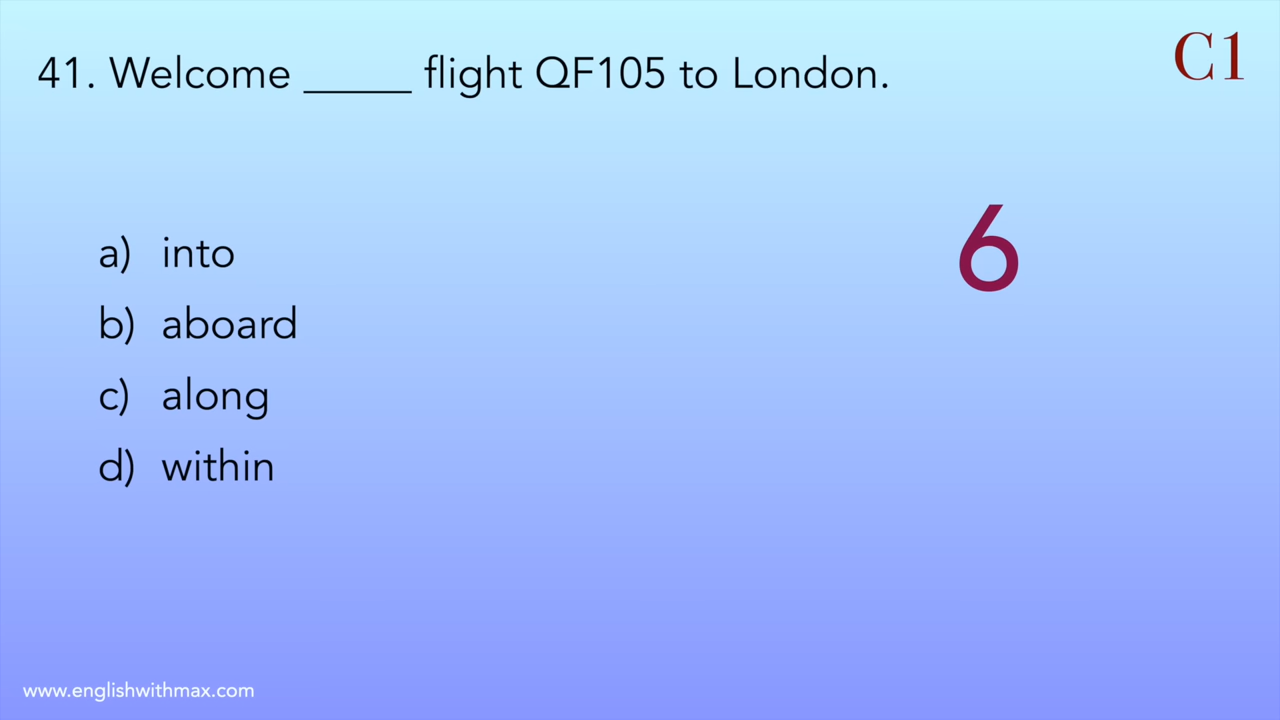 41. Welcome _____ flight QF105 to London.
C1
6
a) into
b) aboard
c) along
d) within
www.englishwithmax.com